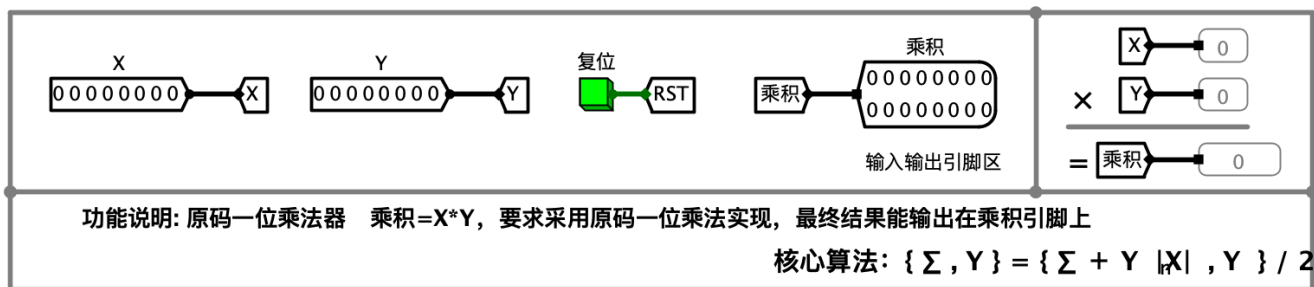 X
00000000 X
Y
00000000 Y
复位
RST
乘积
乘积 00000000
00000000
输入输出引脚区
X 0
× Y 0
= 乘积 0
功能说明: 原码一位乘法器 乘积=X*Y，要求采用原码一位乘法实现，最终结果能输出在乘积引脚上
核心算法：{ ∑ , Y } = { ∑ + Y |X| , Y } / 2